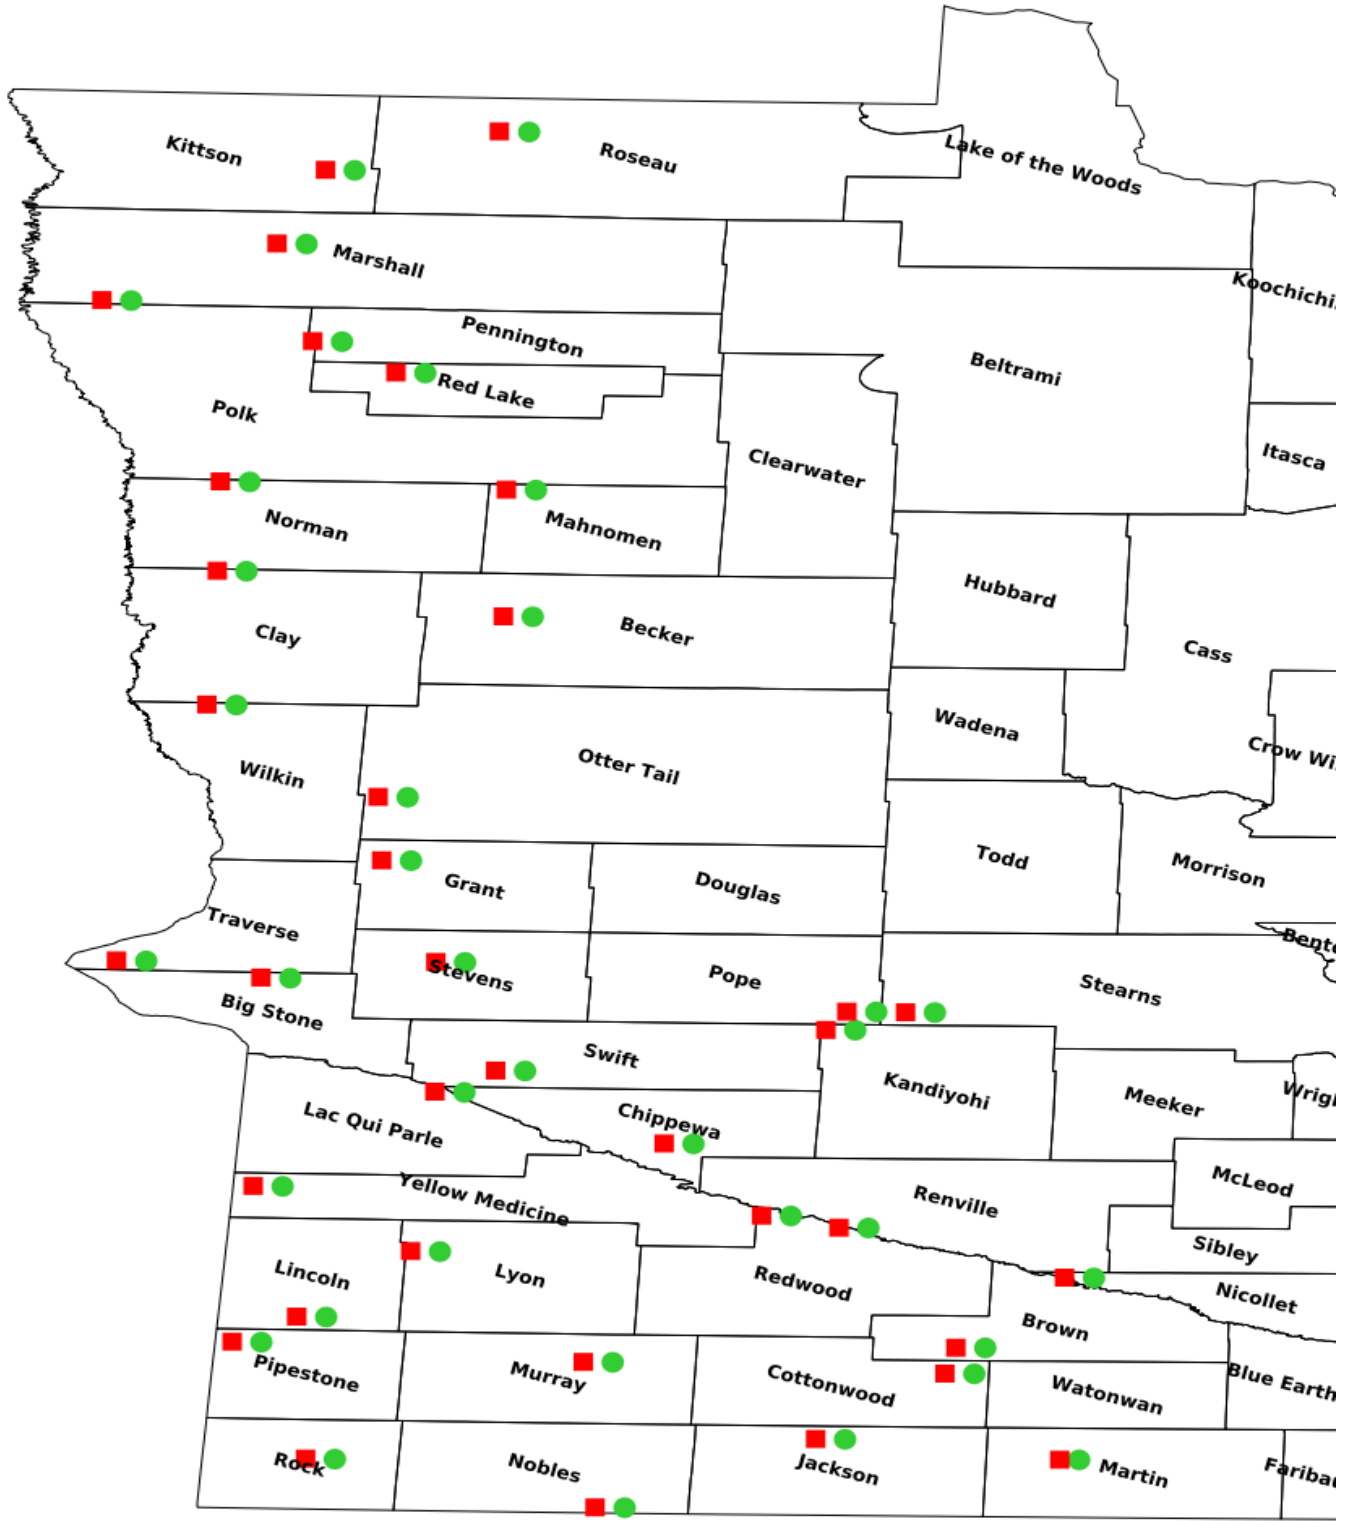 Kittson
Roseau
Lake of the Woods
Marshall
Koochichi
Pennington
Beltrami
Red Lake
Polk
Clearwater
Itasca
Norman
Mahnomen
Hubbard
Clay
Becker
Cass
Wadena
Crow Wi
Wilkin
Otter Tail
Todd
Morrison
Grant
Douglas
Traverse
Bento
Stevens
Pope
Stearns
Big Stone
Swift
Kandiyohi
Meeker
Wrigh
Lac Qui Parle
Chippewa
McLeod
Yellow Medicine
Renville
Sibley
Lincoln
Lyon
Redwood
Nicollet
Brown
Pipestone
Murray
Cottonwood
Watonwan
Blue Earth
Rock
Nobles
Jackson
Martin
Faribau